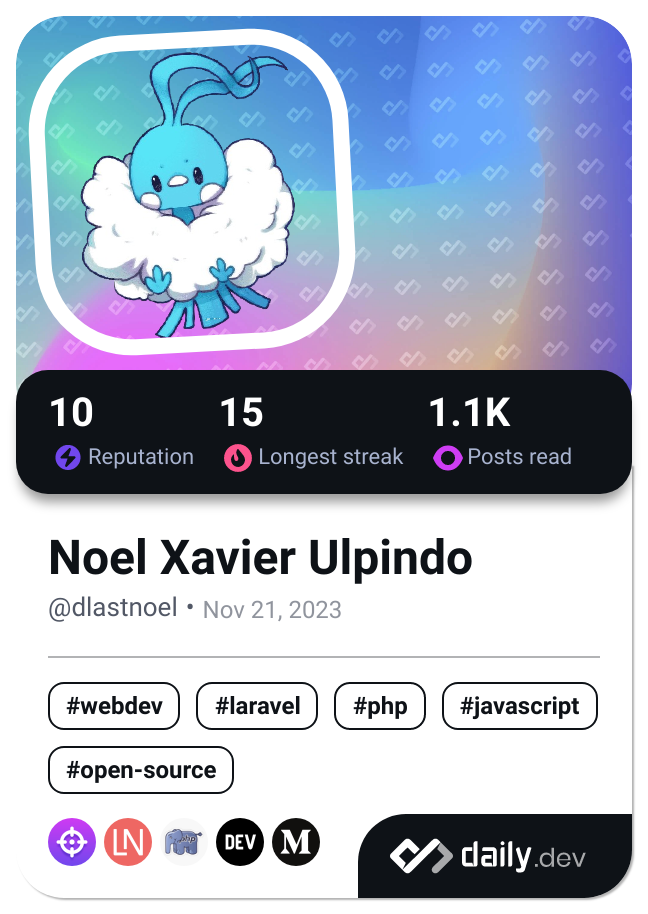 10 15 1.1K
Reputation Longest streak Posts read
Noel Xavier Ulpindo
@dlastnoel • Nov 21, 2023
#webdev #laravel #php #javascript
#open-source
LN php DEV M
daily.dev